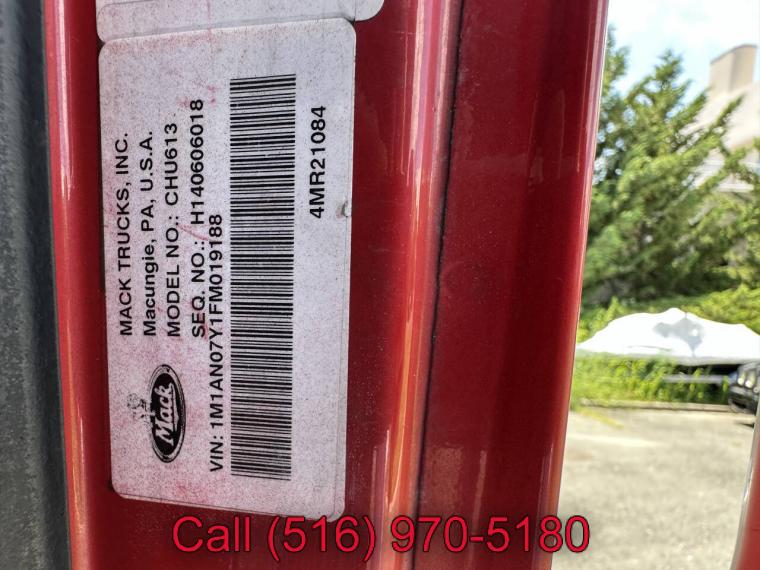 MACK TRUCKS, INC.
Macungie, PA, U.S.A.
MODEL NO.: CHU613
SEQ. NO.: H140606018
Mack
VIN: 1M1AN07Y1FM019188
4MR21084
Call (516) 970-5180